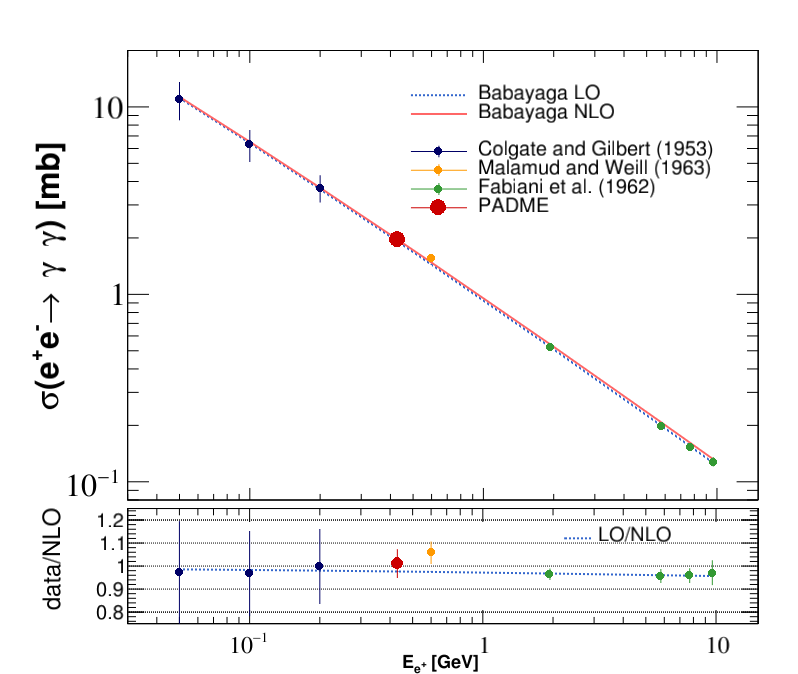 σ(e⁺e⁻→ γ γ) [mb]
10
1
10⁻¹
Babayaga LO
Babayaga NLO
Colgate and Gilbert (1953)
Malamud and Weill (1963)
Fabiani et al. (1962)
PADME
data/NLO
1.2
1.1
1
0.9
0.8
LO/NLO
10⁻¹
1
10
E_e⁺ [GeV]